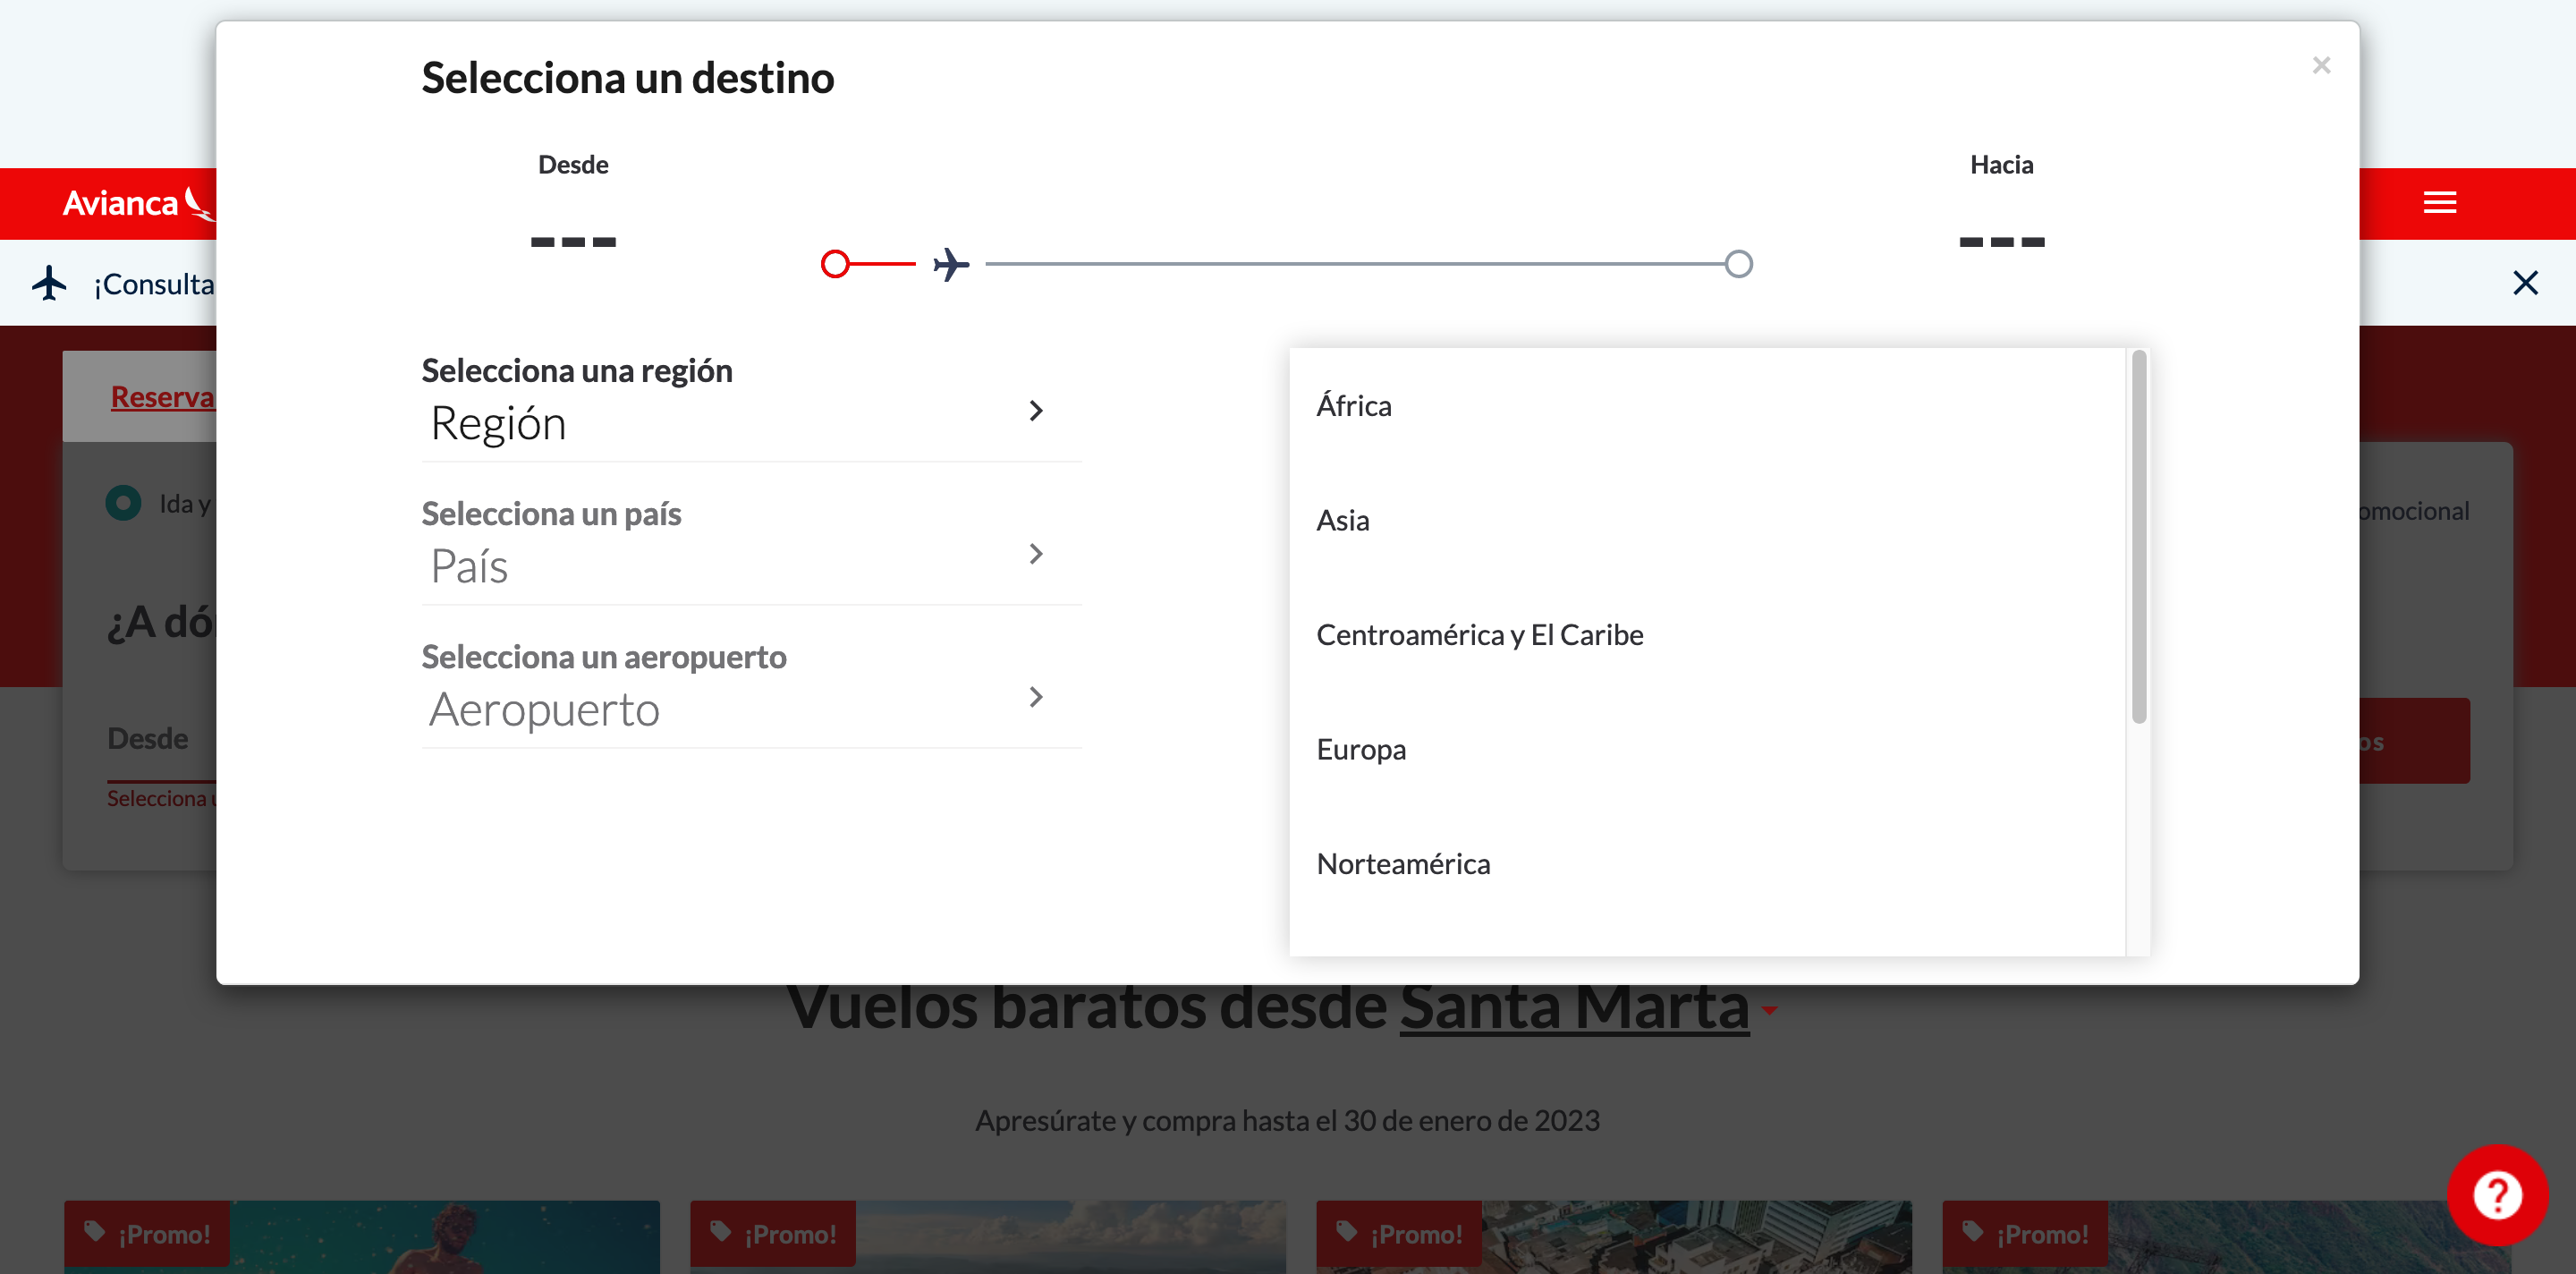 Selecciona un destino
×
Desde
Hacia
---
---
Avianca
¡Consulta
Selecciona una región
Región
Selecciona un país
País
Selecciona un aeropuerto
Aeropuerto
África
Asia
Centroamérica y El Caribe
Europa
Norteamérica
Reserva
Ida y
omocional
¿A dó
Desde
os
Selecciona
Vuelos baratos desde Santa Marta
Apresúrate y compra hasta el 30 de enero de 2023
¡Promo!
¡Promo!
¡Promo!
¡Promo!
?